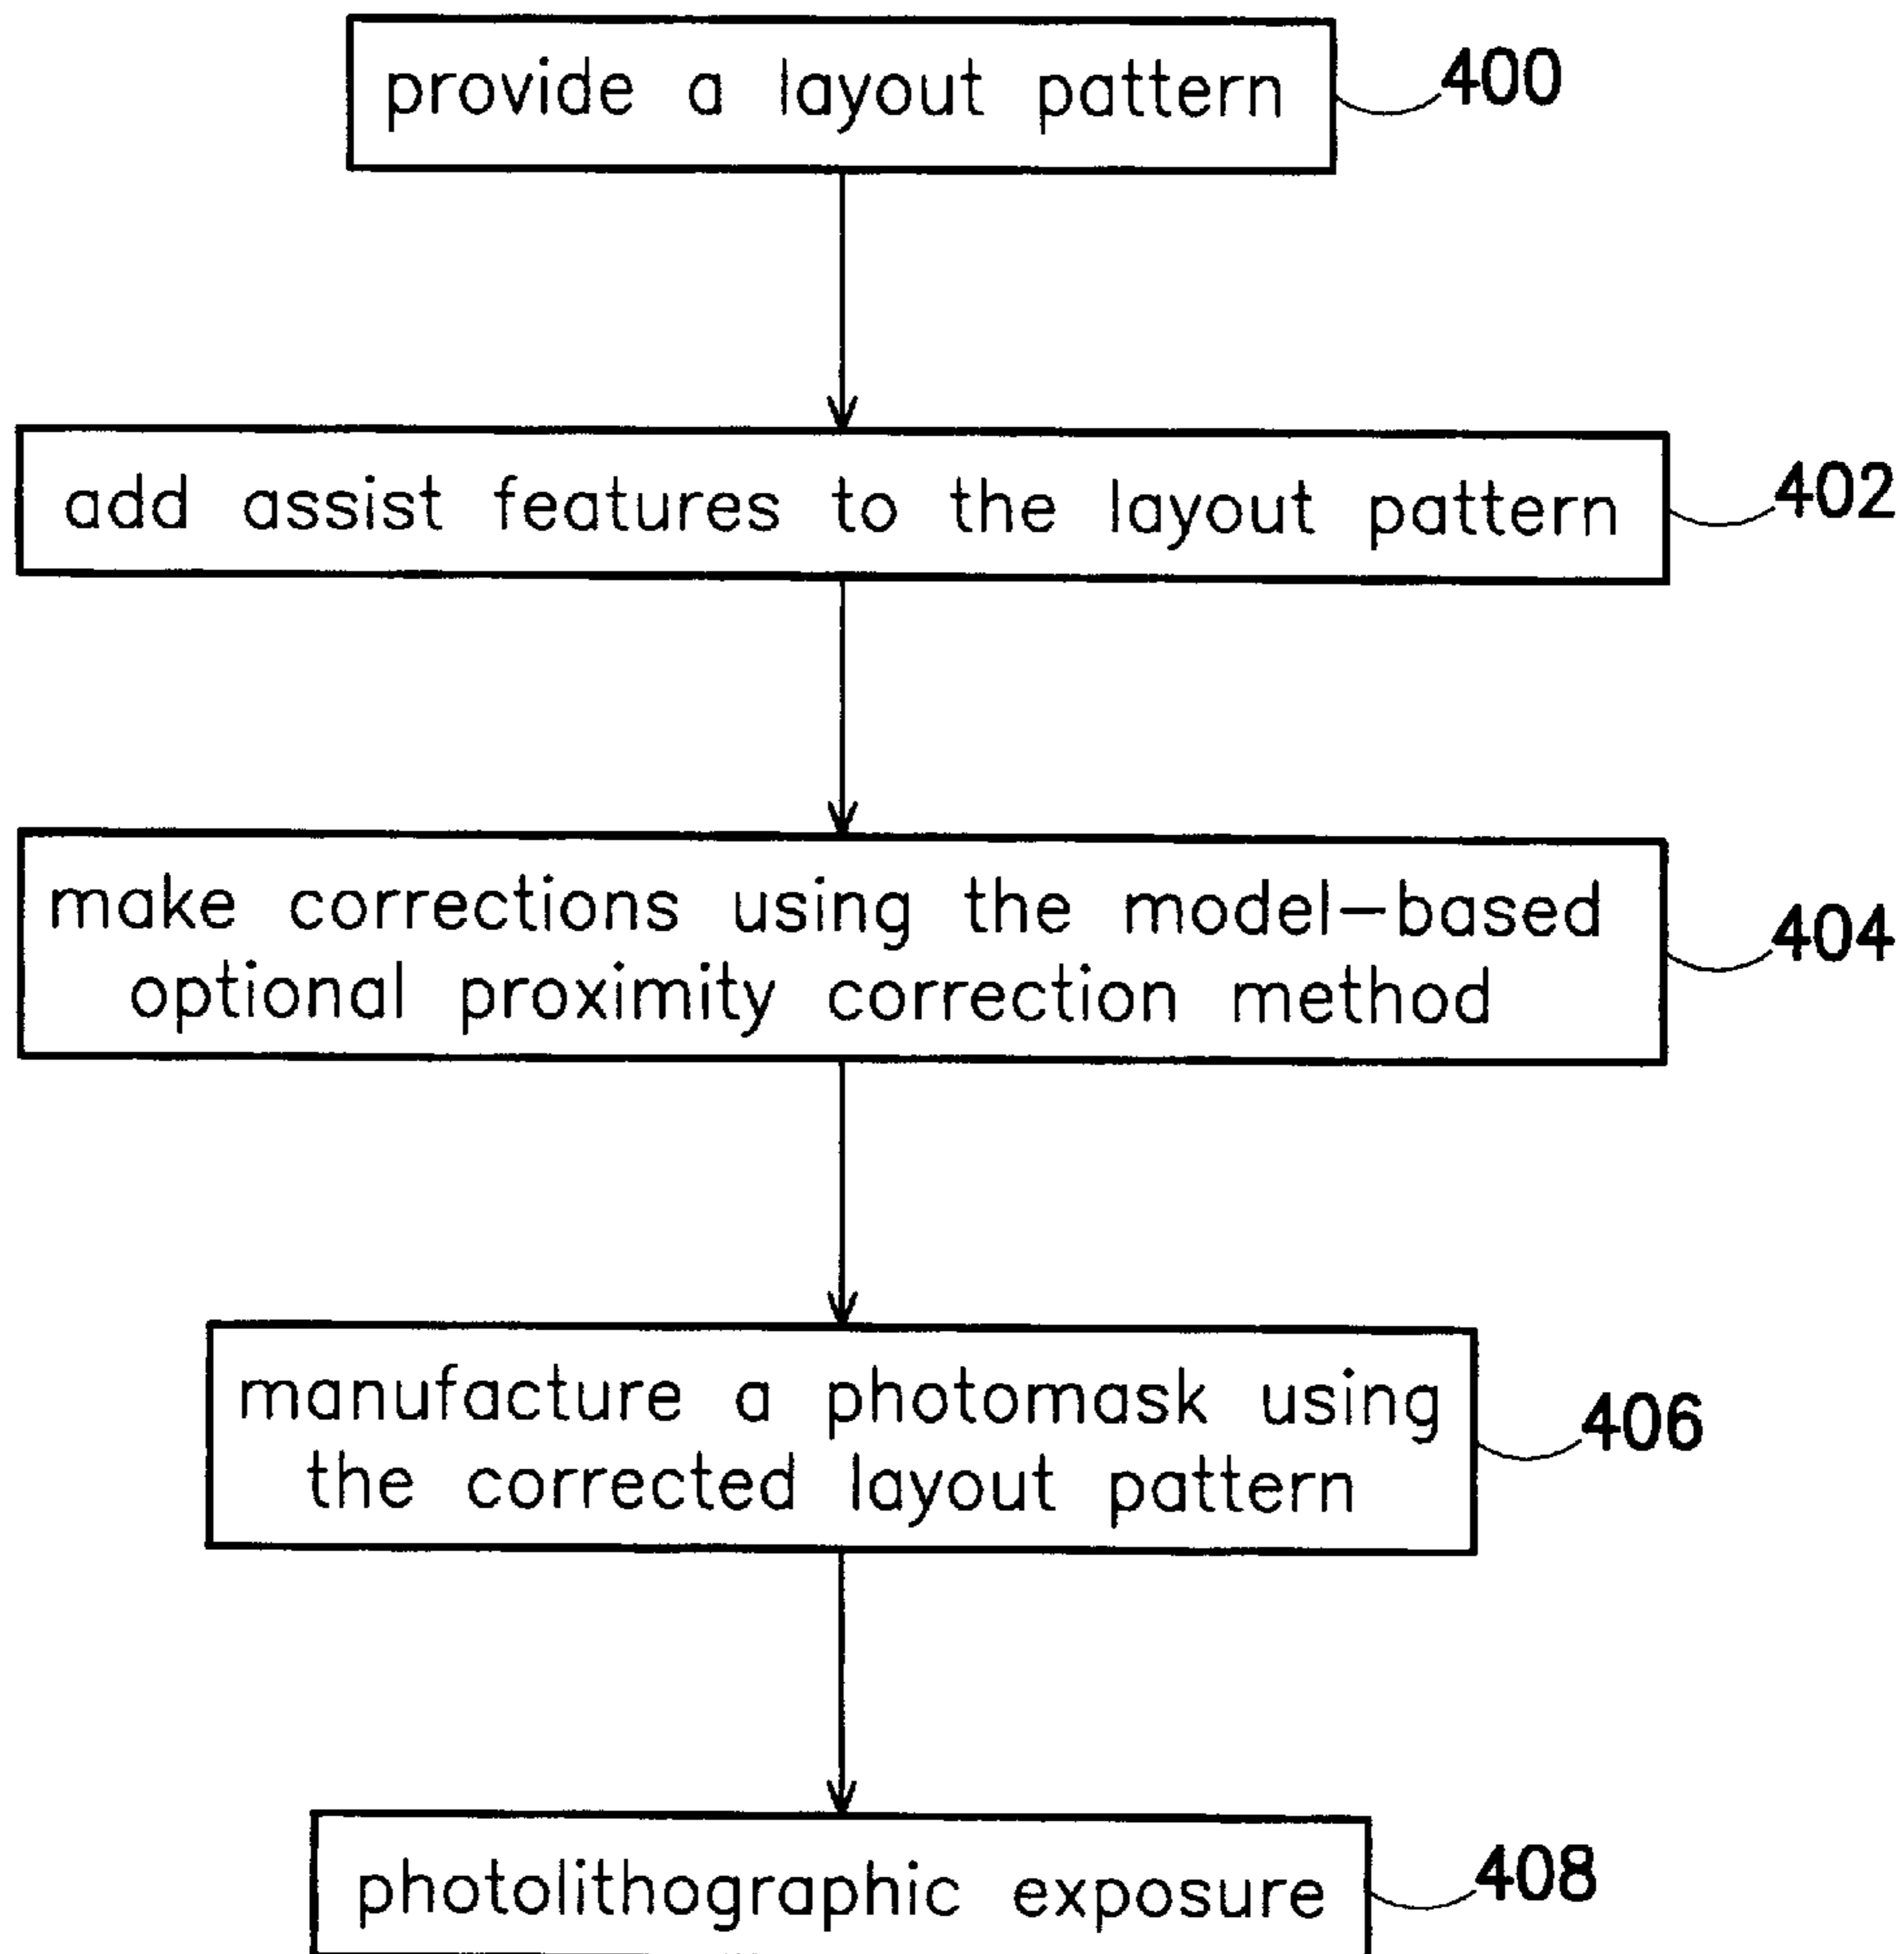 provide a layout pattern
400
add assist features to the layout pattern
402
make corrections using the model-based
optional proximity correction method
404
manufacture a photomask using
the corrected layout pattern
406
photolithographic exposure
408